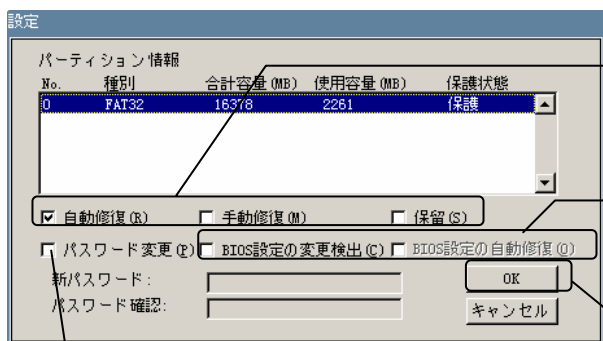 設定
パーティション情報
No. 種別 合計容量(MB) 使用容量(MB) 保護状態
0 FAT32 16378 2261 保護
自動修復(R) 手動修復(M) 保留(S)
パスワード変更(P) BIOS設定の変更検出(C) BIOS設定の自動修復(O)
新パスワード: OK
パスワード確認: キャンセル